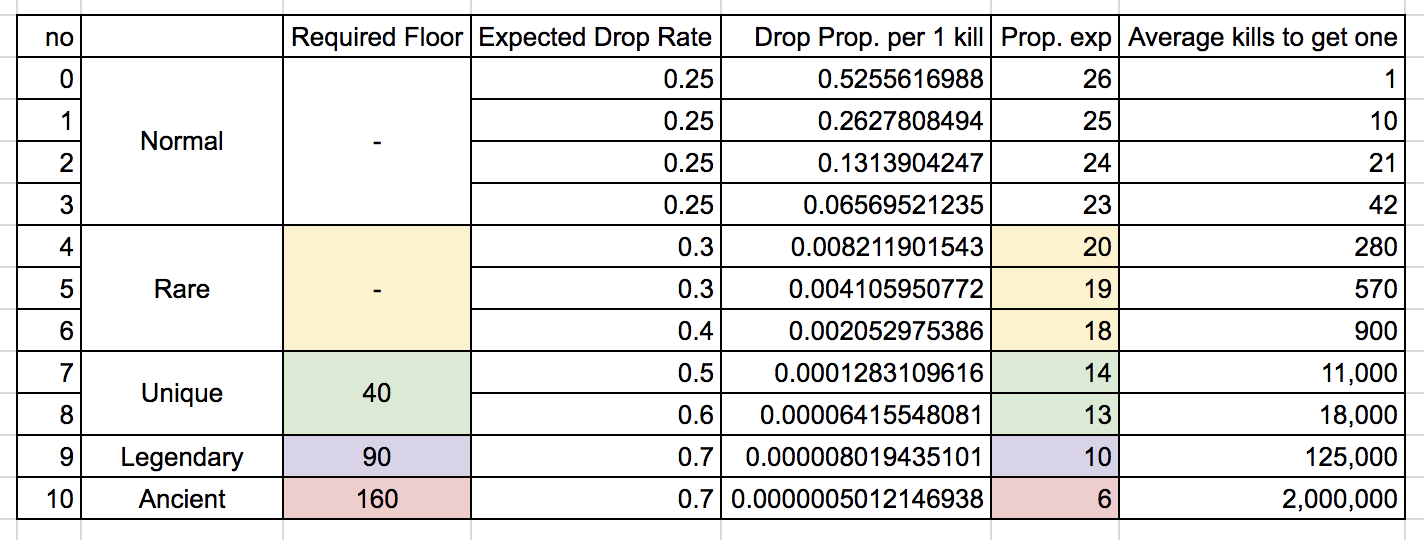 no Required Floor Expected Drop Rate Drop Prop. per 1 kill Prop. exp Average kills to get one
0 0.25 0.5255616988 26 1
1 0.25 0.2627808494 25 10
Normal -
2 0.25 0.1313904247 24 21
3 0.25 0.06569521235 23 42
4 0.3 0.008211901543 20 280
5 Rare - 0.3 0.004105950772 19 570
6 0.4 0.002052975386 18 900
7 0.5 0.0001283109616 14 11,000
Unique 40
8 0.6 0.00006415548081 13 18,000
9 Legendary 90 0.7 0.000008019435101 10 125,000
10 Ancient 160 0.7 0.0000005012146938 6 2,000,000